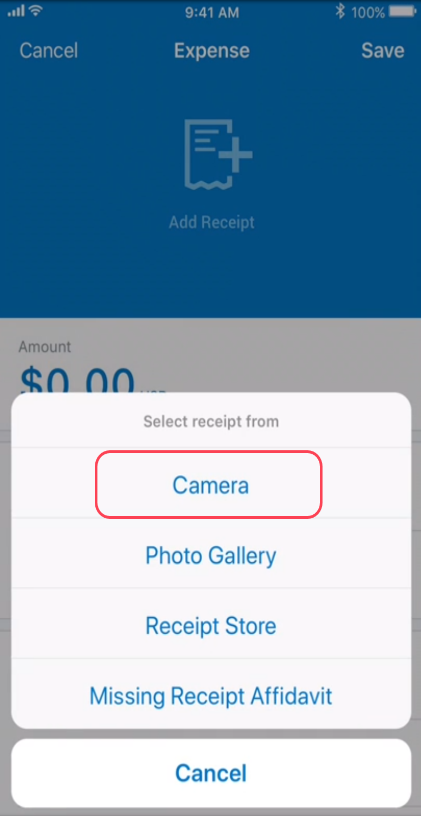 9:41 AM 100%
Cancel Expense Save
Add Receipt
Amount
$0.00
Select receipt from
Camera
Photo Gallery
Receipt Store
Missing Receipt Affidavit
Cancel